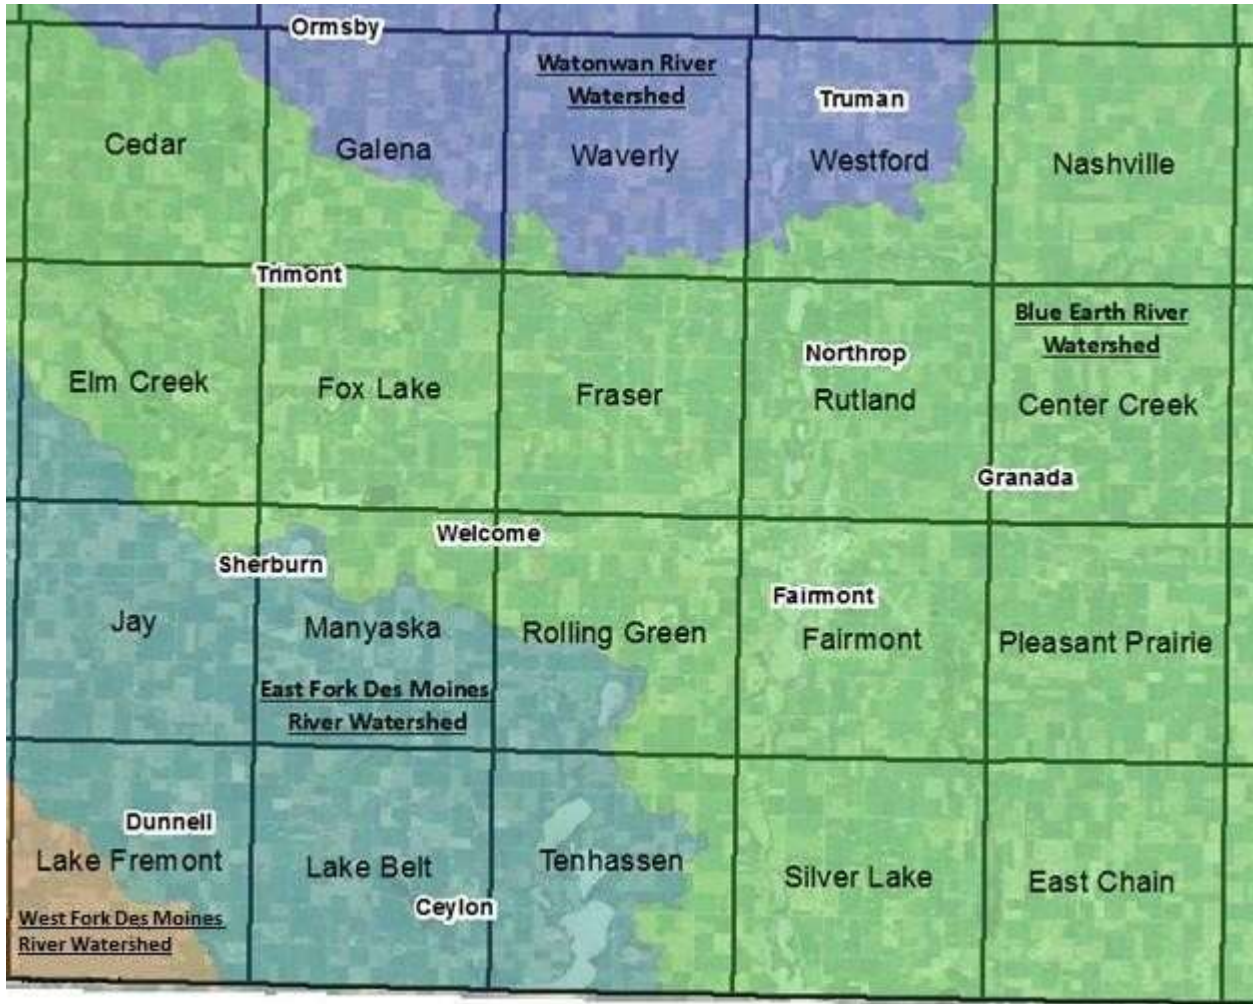 Ormsby
Watonwan River
Watershed
Truman
Cedar
Galena
Waverly
Westford
Nashville
Trimont
Blue Earth River
Watershed
Northrop
Elm Creek
Fox Lake
Fraser
Rutland
Center Creek
Granada
Welcome
Sherburn
Fairmont
Jay
Manyaska
Rolling Green
Fairmont
Pleasant Prairie
East Fork Des Moines
River Watershed
Dunnell
Lake Fremont
Lake Belt
Tenhassen
Silver Lake
East Chain
Ceylon
West Fork Des Moines
River Watershed